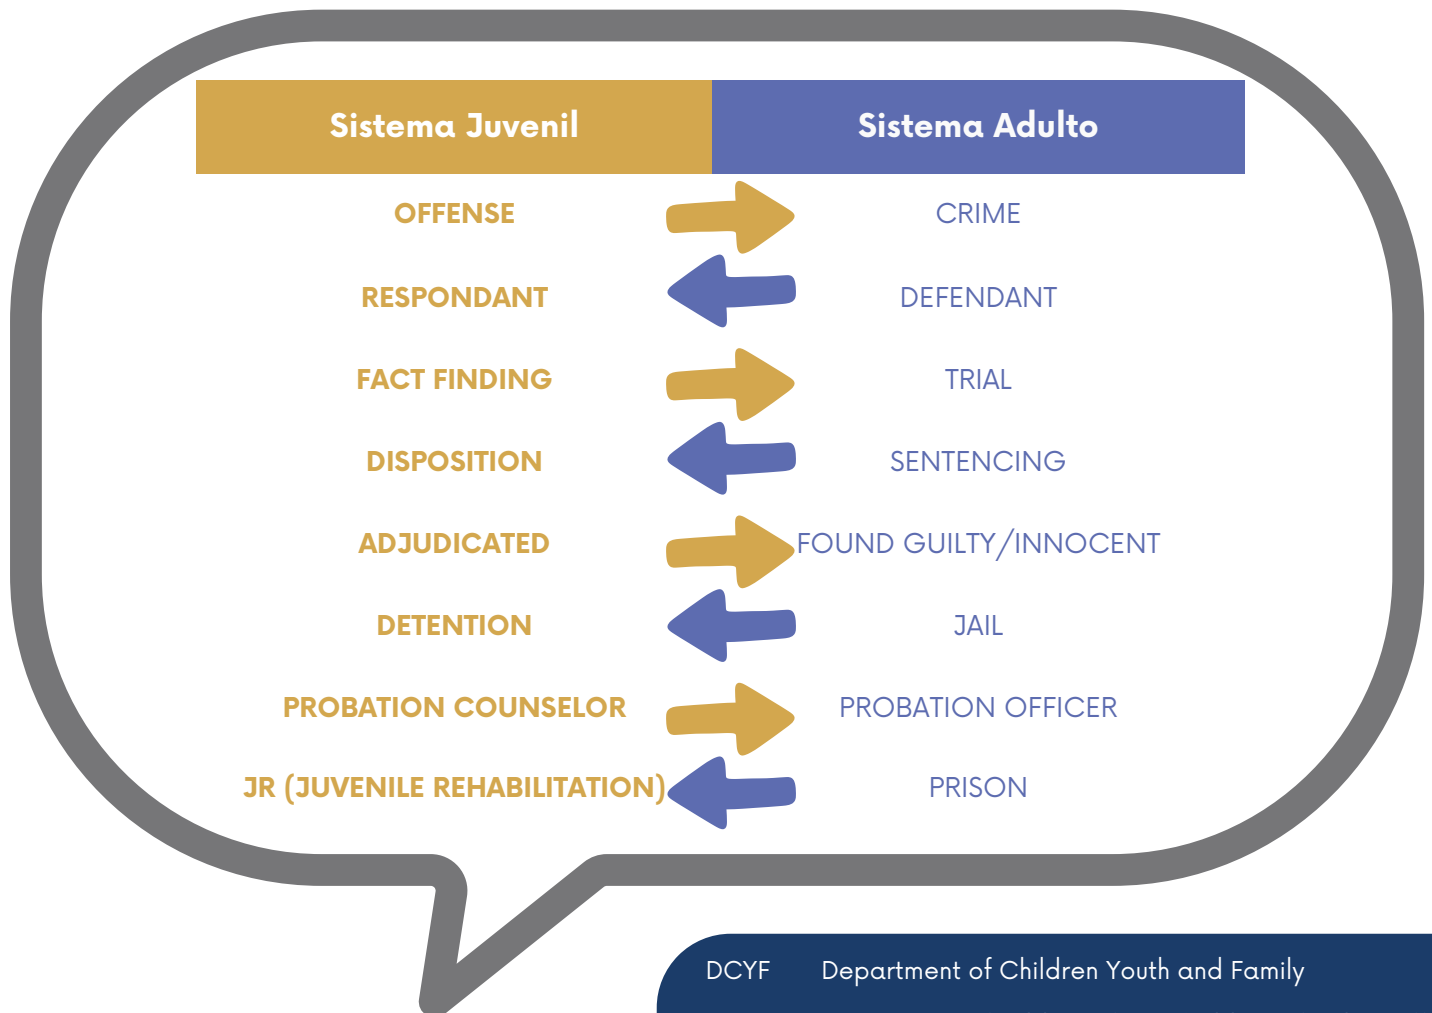 Sistema Juvenil Sistema Adulto
OFFENSE CRIME
RESPONDANT DEFENDANT
FACT FINDING TRIAL
DISPOSITION SENTENCING
ADJUDICATED FOUND GUILTY/INNOCENT
DETENTION JAIL
PROBATION COUNSELOR PROBATION OFFICER
JR (JUVENILE REHABILITATION) PRISON
DCYF Department of Children Youth and Family